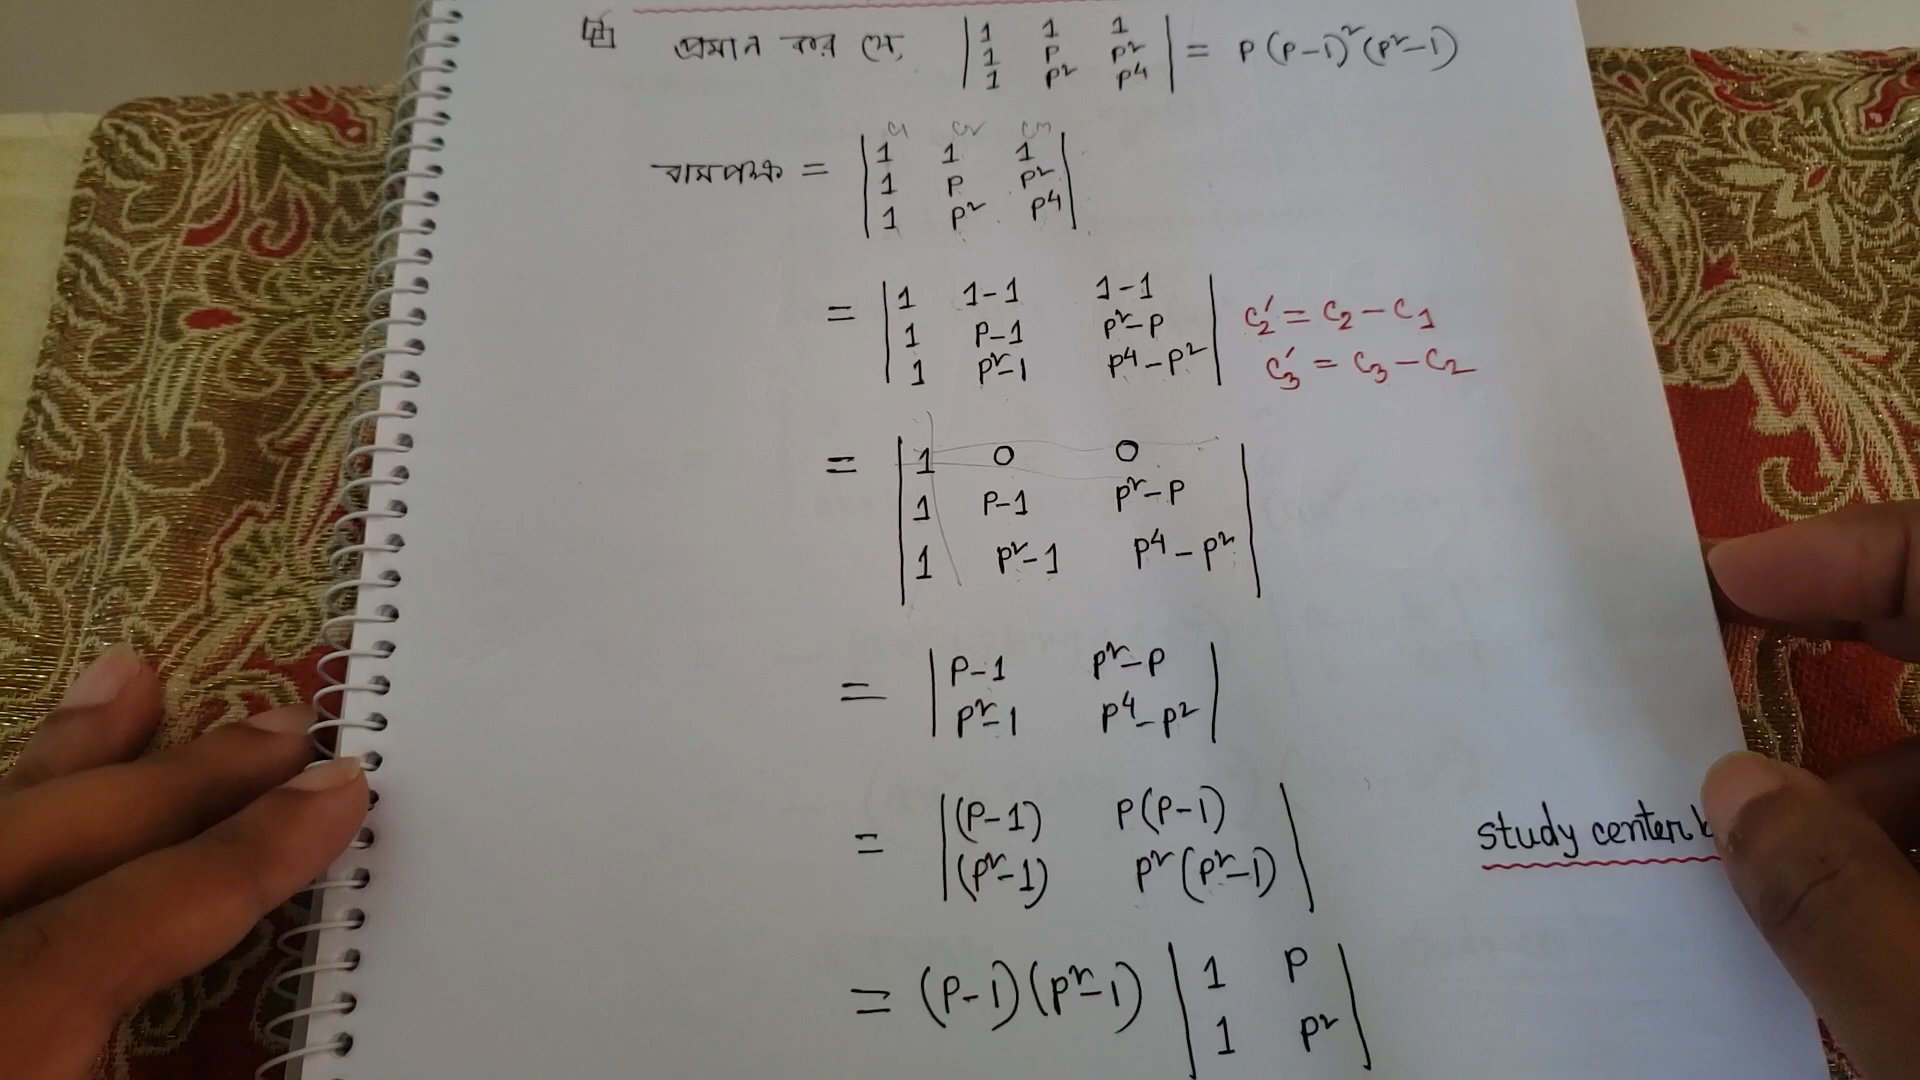 প্রমান কর যে, | 1 1 1 | = P(P-1)²(P²-1)
| 1 P P² |
| 1 P² P⁴ |
C1 C2 C3
বামপক্ষ = | 1 1 1 |
| 1 P P² |
| 1 P² P⁴ |
= | 1 1-1 1-1 |
| 1 P-1 P²-P | C₂′ = C₂ - C₁
| 1 P²-1 P⁴-P² | C₃′ = C₃ - C₂
= | 1 0 0 |
| 1 P-1 P²-P |
| 1 P²-1 P⁴-P² |
= | P-1 P²-P |
| P²-1 P⁴-P² |
= | (P-1) P(P-1) |
| (P²-1) P²(P²-1) |
study center
= (P-1)(P²-1) | 1 P |
| 1 P² |